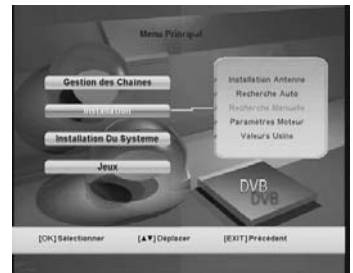 Menu Principal
Gestion des Chaines
Installation
Installation Du Systeme
Jeux
Installation Antenne
Recherche Auto
Recherche Manuelle
Paramètres Moteur
Valeurs Usine
DVB
DVB
[OK] Sélectionner [▲▼] Déplacer [EXIT] Précédent